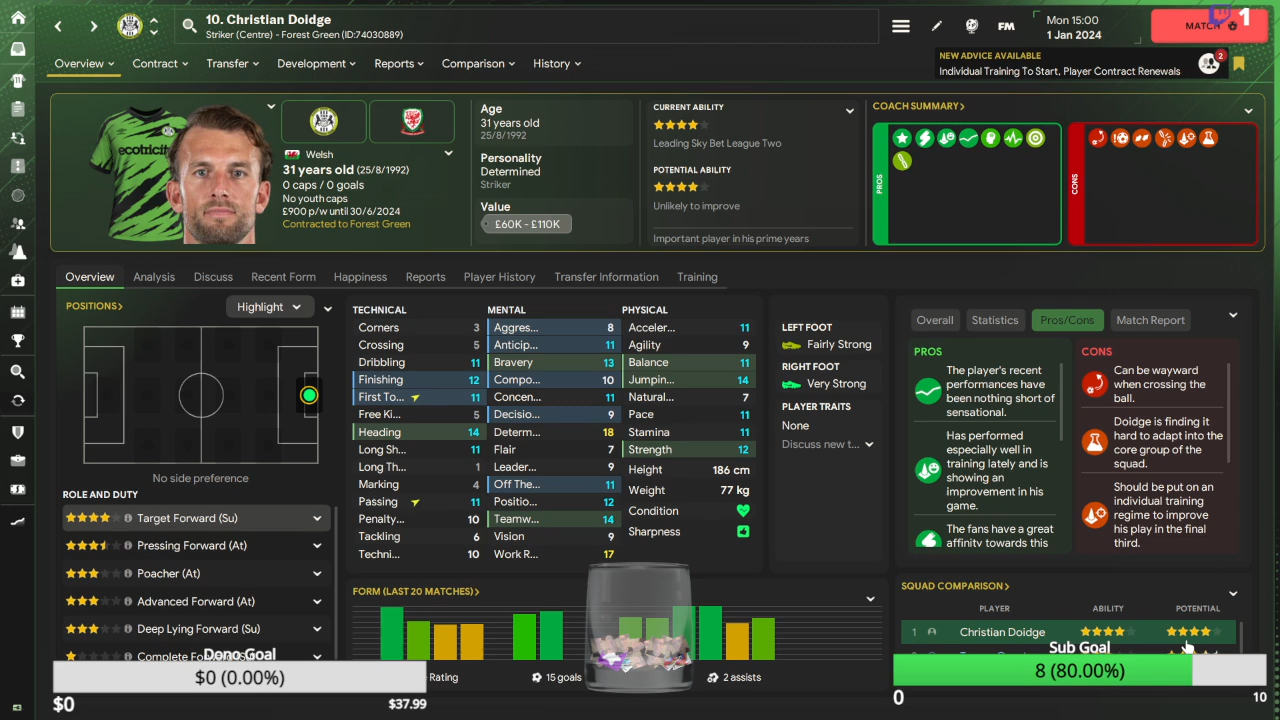 10. Christian Doidge
Striker (Centre) - Forest Green (ID:74030889)
FM
Mon 15:00
1 Jan 2024
MATCH
1
Overview
Contract
Transfer
Development
Reports
Comparison
History
NEW ADVICE AVAILABLE
Individual Training To Start, Player Contract Renewals
2
ecotricity
Welsh
31 years old (25/8/1992)
0 caps / 0 goals
No youth caps
£900 p/w until 30/6/2024
Contracted to Forest Green
Age
31 years old
25/8/1992
Personality
Determined
Striker
Value
£60K - £110K
CURRENT ABILITY
Leading Sky Bet League Two
POTENTIAL ABILITY
Unlikely to improve
Important player in his prime years
COACH SUMMARY
PROS
CONS
Overview
Analysis
Discuss
Recent Form
Happiness
Reports
Player History
Transfer Information
Training
POSITIONS
Highlight
No side preference
ROLE AND DUTY
Target Forward (Su)
Pressing Forward (At)
Poacher (At)
Advanced Forward (At)
Deep Lying Forward (Su)
TECHNICAL
Corners 3
Crossing 5
Dribbling 11
Finishing 12
First To... 11
Free Ki... 5
Heading 14
Long Sh... 11
Long Th... 1
Marking 4
Passing 11
Penalty... 10
Tackling 6
Techni... 10
MENTAL
Aggres... 8
Anticip... 11
Bravery 13
Compo... 10
Concen... 11
Decisio... 9
Determ... 18
Flair 7
Leader... 9
Off The... 11
Positio... 12
Teamw... 14
Vision 9
Work R... 17
PHYSICAL
Acceler... 11
Agility 9
Balance 11
Jumpin... 14
Natural... 7
Pace 11
Stamina 11
Strength 12
Height 186 cm
Weight 77 kg
Condition
Sharpness
LEFT FOOT
Fairly Strong
RIGHT FOOT
Very Strong
PLAYER TRAITS
None
Discuss new t...
Overall
Statistics
Pros/Cons
Match Report
PROS
The player's recent
performances have
been nothing short of
sensational.
Has performed
especially well in
training lately and is
showing an
improvement in his
game.
The fans have a great
affinity towards this
CONS
Can be wayward
when crossing the
ball.
Doidge is finding it
hard to adapt into the
core group of the
squad.
Should be put on an
individual training
regime to improve
his play in the final
third.
FORM (LAST 20 MATCHES)
Rating
15 goals
2 assists
SQUAD COMPARISON
PLAYER
ABILITY
POTENTIAL
1 Christian Doidge
Dono Goal
$0 (0.00%)
$0
$37.99
Sub Goal
8 (80.00%)
0
10